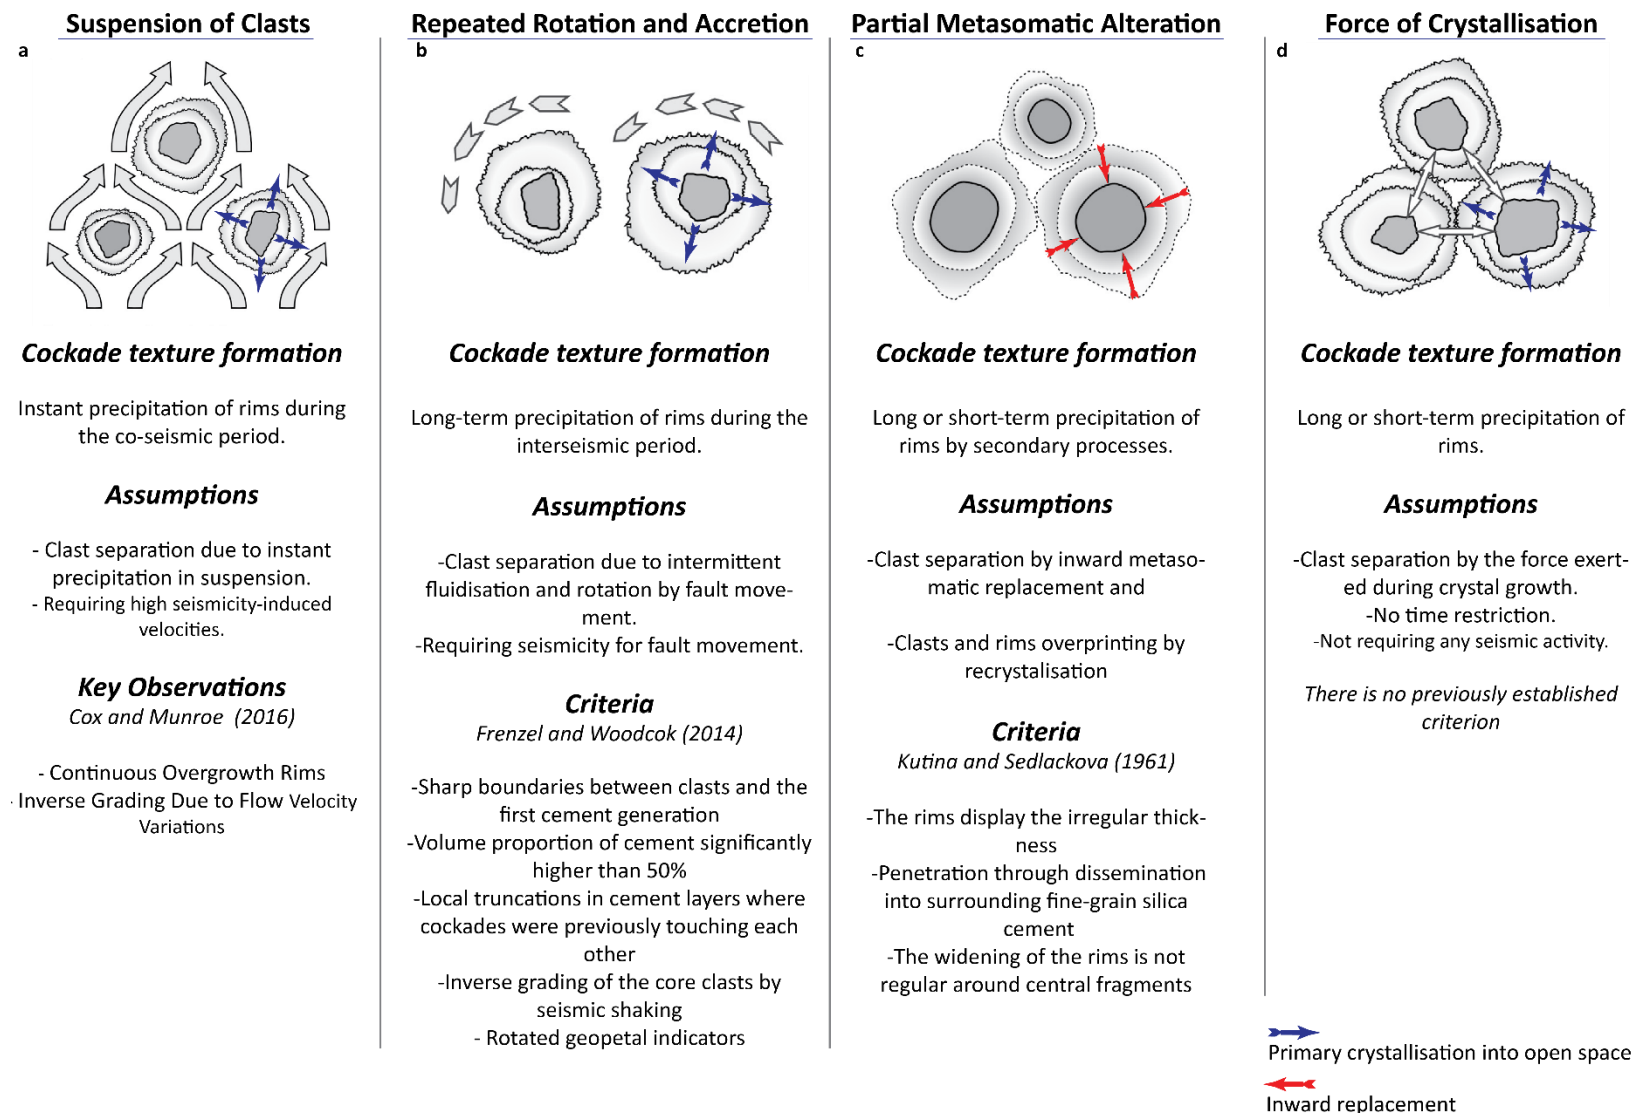 Suspension of Clasts
a
Cockade texture formation
Instant precipitation of rims during
the co-seismic period.
Assumptions
- Clast separation due to instant
precipitation in suspension.
- Requiring high seismicity-induced
velocities.
Key Observations
Cox and Munroe (2016)
- Continuous Overgrowth Rims
- Inverse Grading Due to Flow Velocity
Variations
Repeated Rotation and Accretion
b
Cockade texture formation
Long-term precipitation of rims during the
interseismic period.
Assumptions
-Clast separation due to intermittent
fluidisation and rotation by fault move-
ment.
-Requiring seismicity for fault movement.
Criteria
Frenzel and Woodcok (2014)
-Sharp boundaries between clasts and the
first cement generation
-Volume proportion of cement significantly
higher than 50%
-Local truncations in cement layers where
cockades were previously touching each
other
-Inverse grading of the core clasts by
seismic shaking
- Rotated geopetal indicators
Partial Metasomatic Alteration
c
Cockade texture formation
Long or short-term precipitation of
rims by secondary processes.
Assumptions
-Clast separation by inward metaso-
matic replacement and
-Clasts and rims overprinting by
recrystalisation
Criteria
Kutina and Sedlackova (1961)
-The rims display the irregular thick-
ness
-Penetration through dissemination
into surrounding fine-grain silica
cement
-The widening of the rims is not
regular around central fragments
Force of Crystallisation
d
Cockade texture formation
Long or short-term precipitation of
rims.
Assumptions
-Clast separation by the force exert-
ed during crystal growth.
-No time restriction.
-Not requiring any seismic activity.
There is no previously established
criterion
Primary crystallisation into open space
Inward replacement